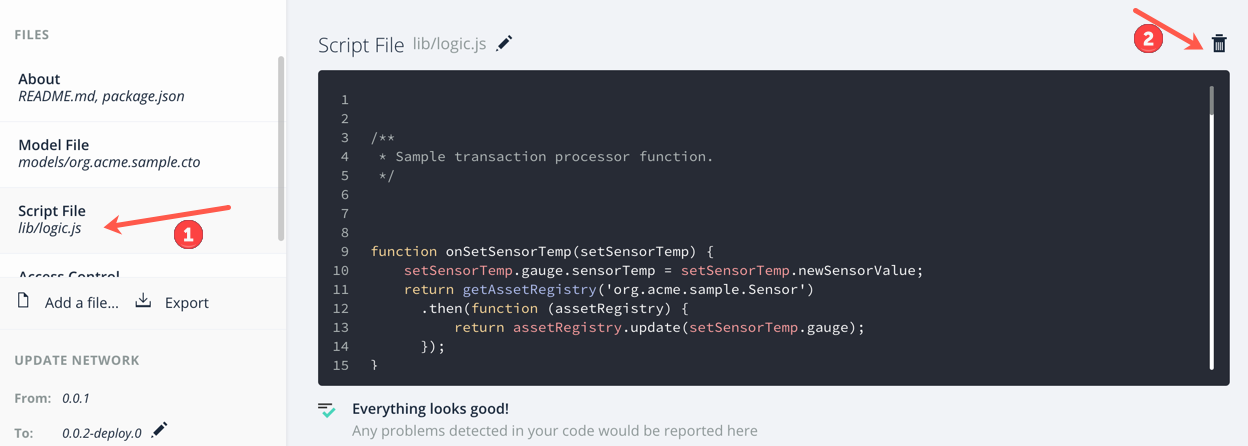 FILES
About
README.md, package.json
Model File
models/org.acme.sample.cto
Script File
lib/logic.js
1
Access Control
Add a file... Export
UPDATE NETWORK
From: 0.0.1
To: 0.0.2-deploy.0
Script File lib/logic.js
2
1
2
3 /**
4  * Sample transaction processor function.
5  */
6
7
8
9 function onSetSensorTemp(setSensorTemp) {
10     setSensorTemp.gauge.sensorTemp = setSensorTemp.newSensorValue;
11     return getAssetRegistry('org.acme.sample.Sensor')
12       .then(function (assetRegistry) {
13           return assetRegistry.update(setSensorTemp.gauge);
14       });
15 }
Everything looks good!
Any problems detected in your code would be reported here